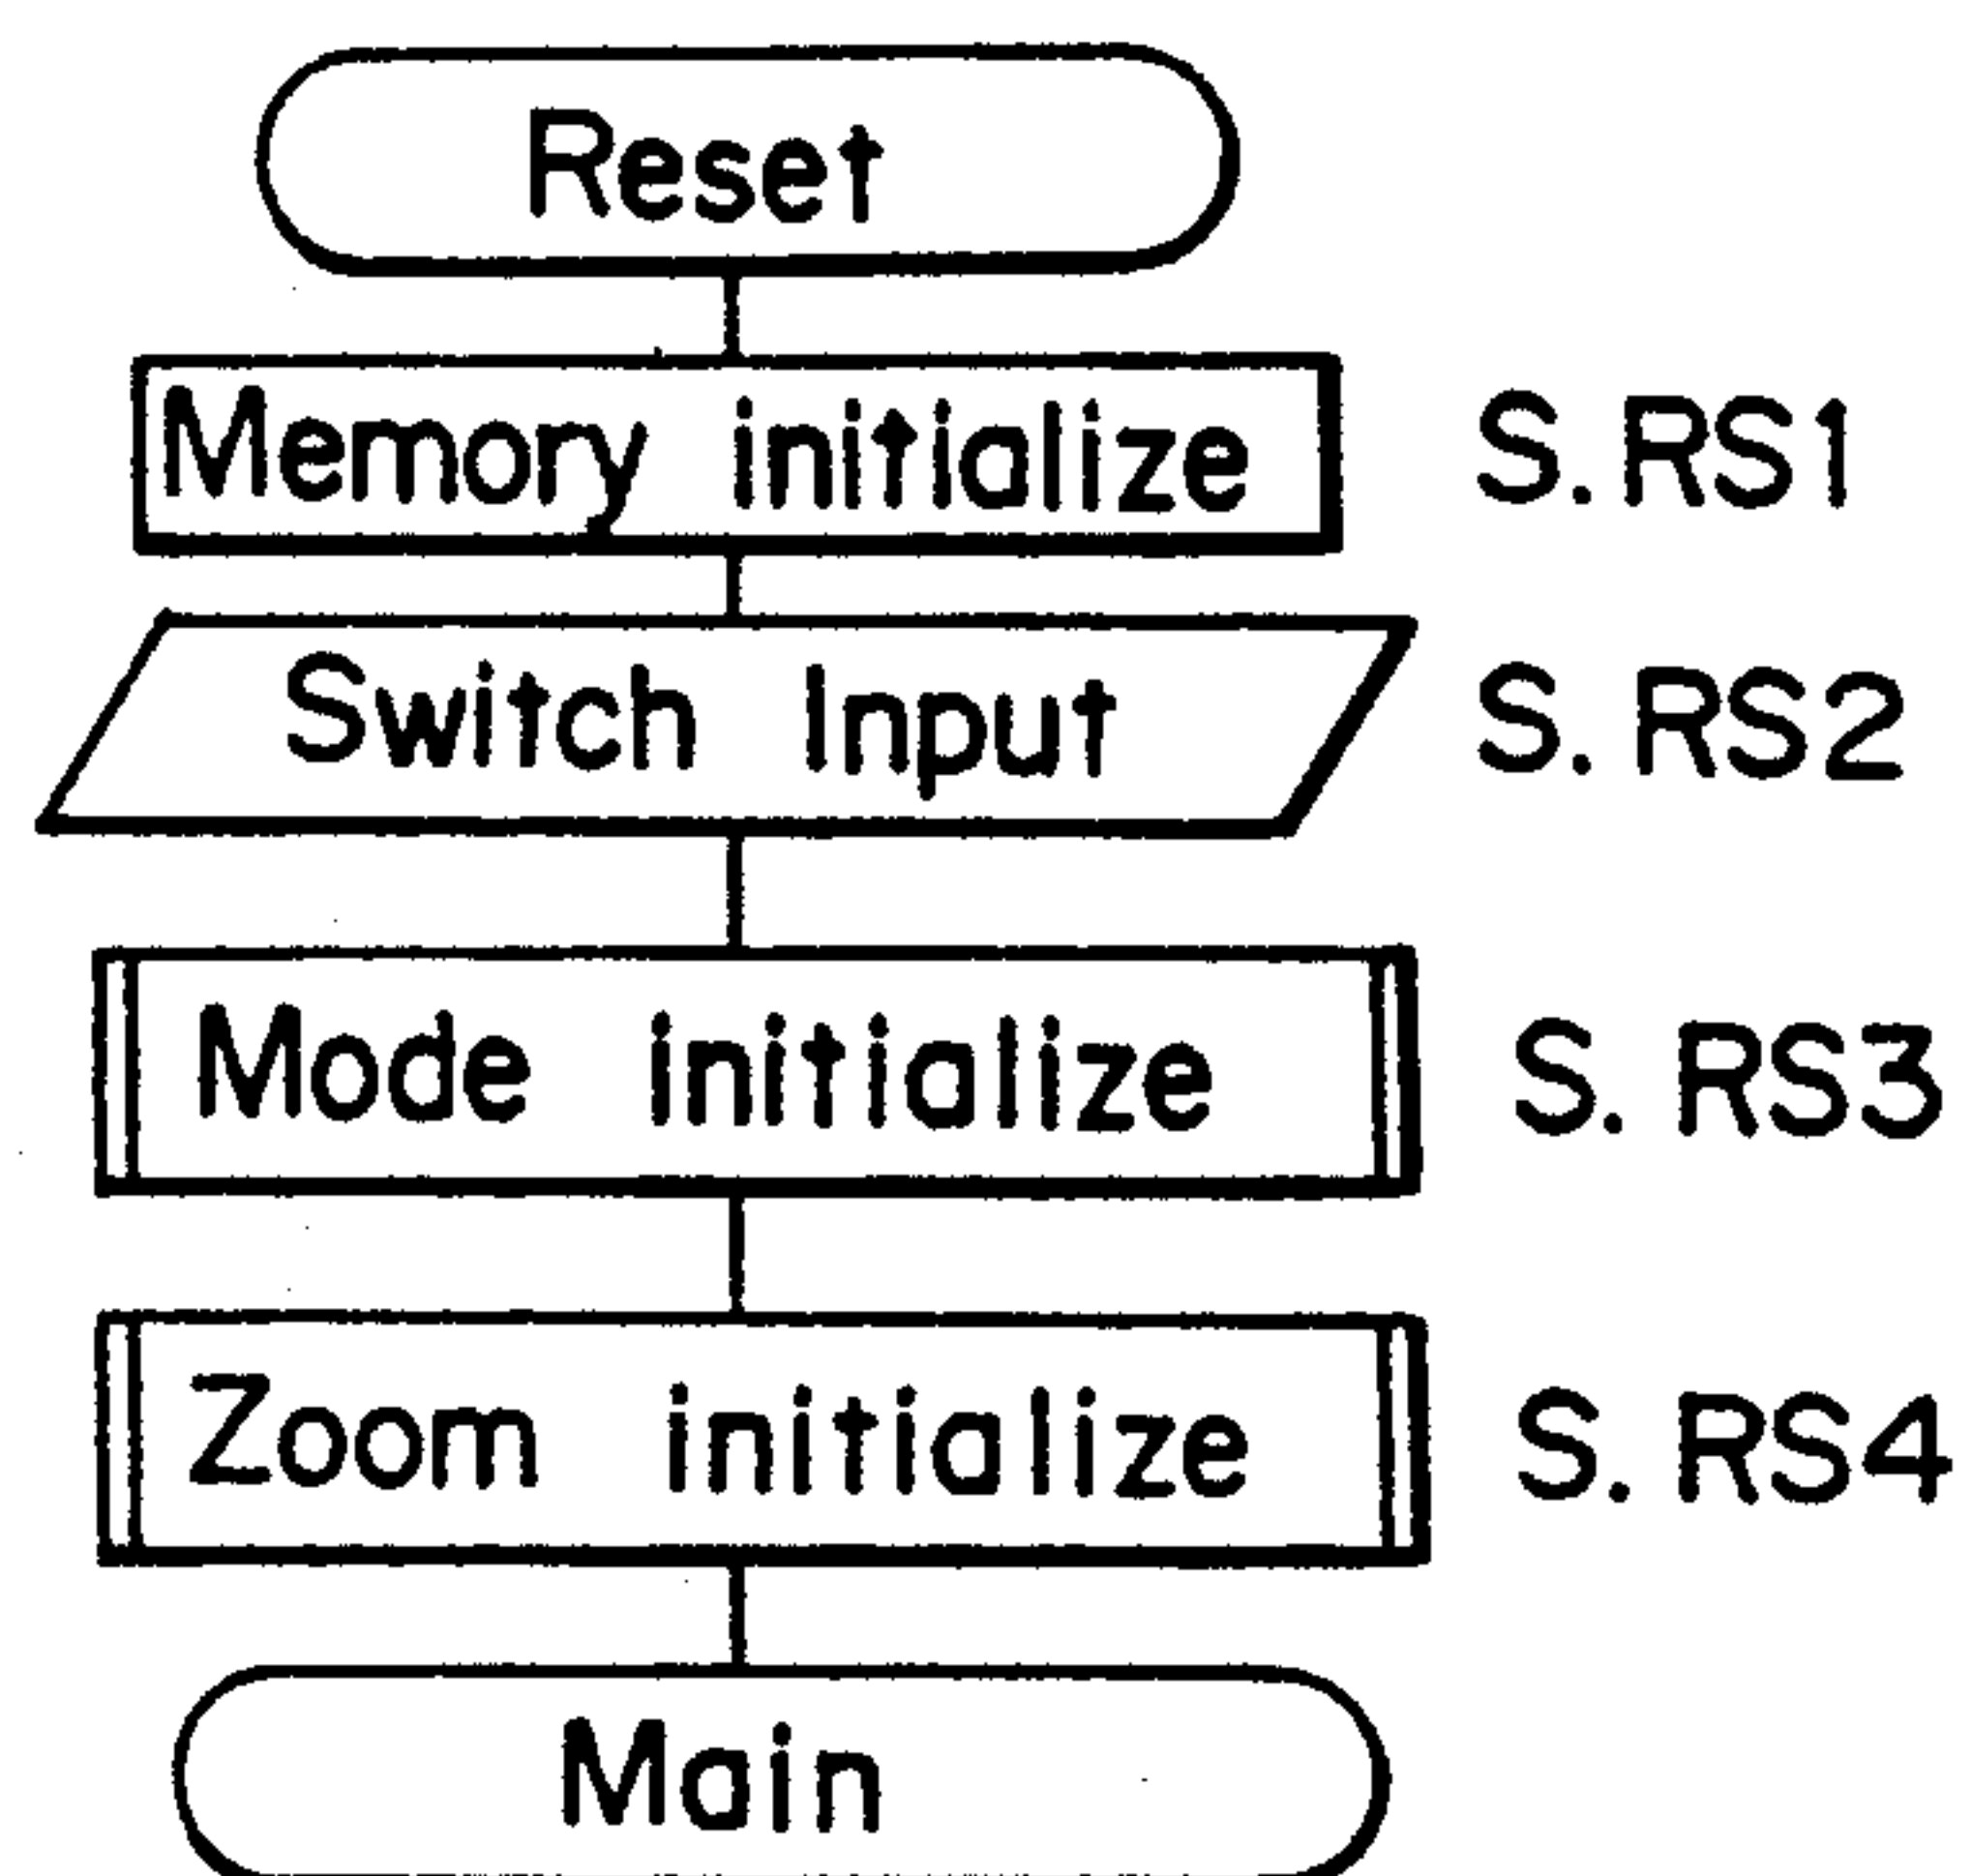 Reset
Memory initialize S.RS1
Switch Input S.RS2
Mode initialize S. RS3
Zoom initialize S. RS4
Main